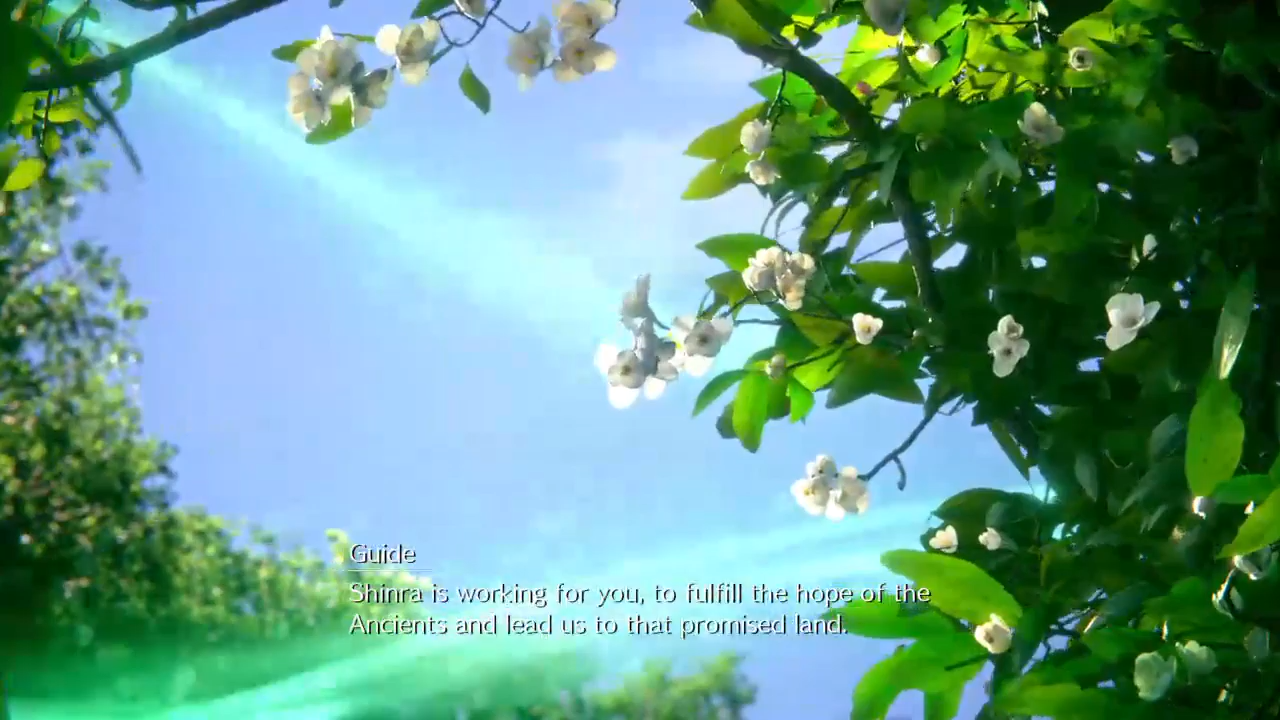 Guide
Shinra is working for you, to fulfill the hope of the
Ancients and lead us to that promised land.